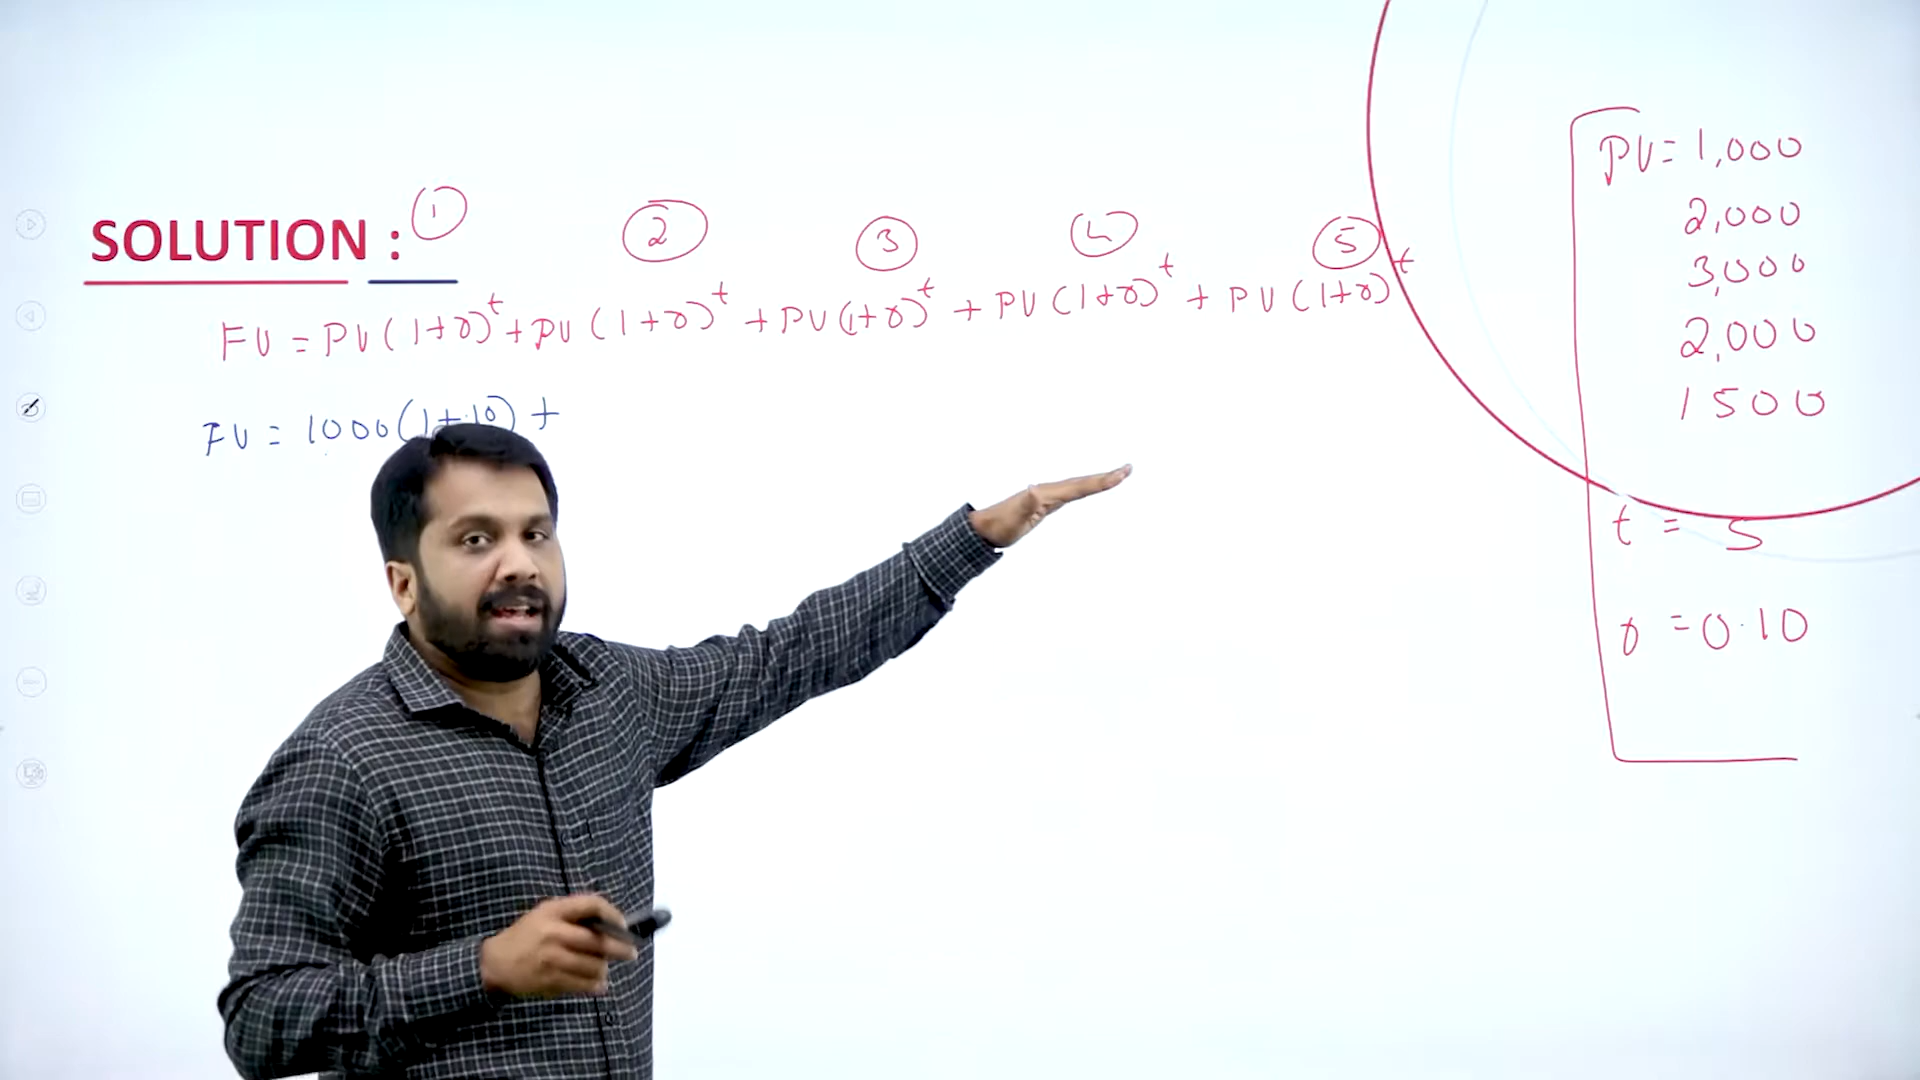 SOLUTION :
① ② ③ 4 ⑤
FV = PV(1+r)^t + PV(1+r)^t + PV(1+r)^t + PV(1+r)^t + PV(1+r)^t
FV = 1000(1+.10) +
PV = 1,000
2,000
3,000
2,000
1500
t = 5
r = 0.10